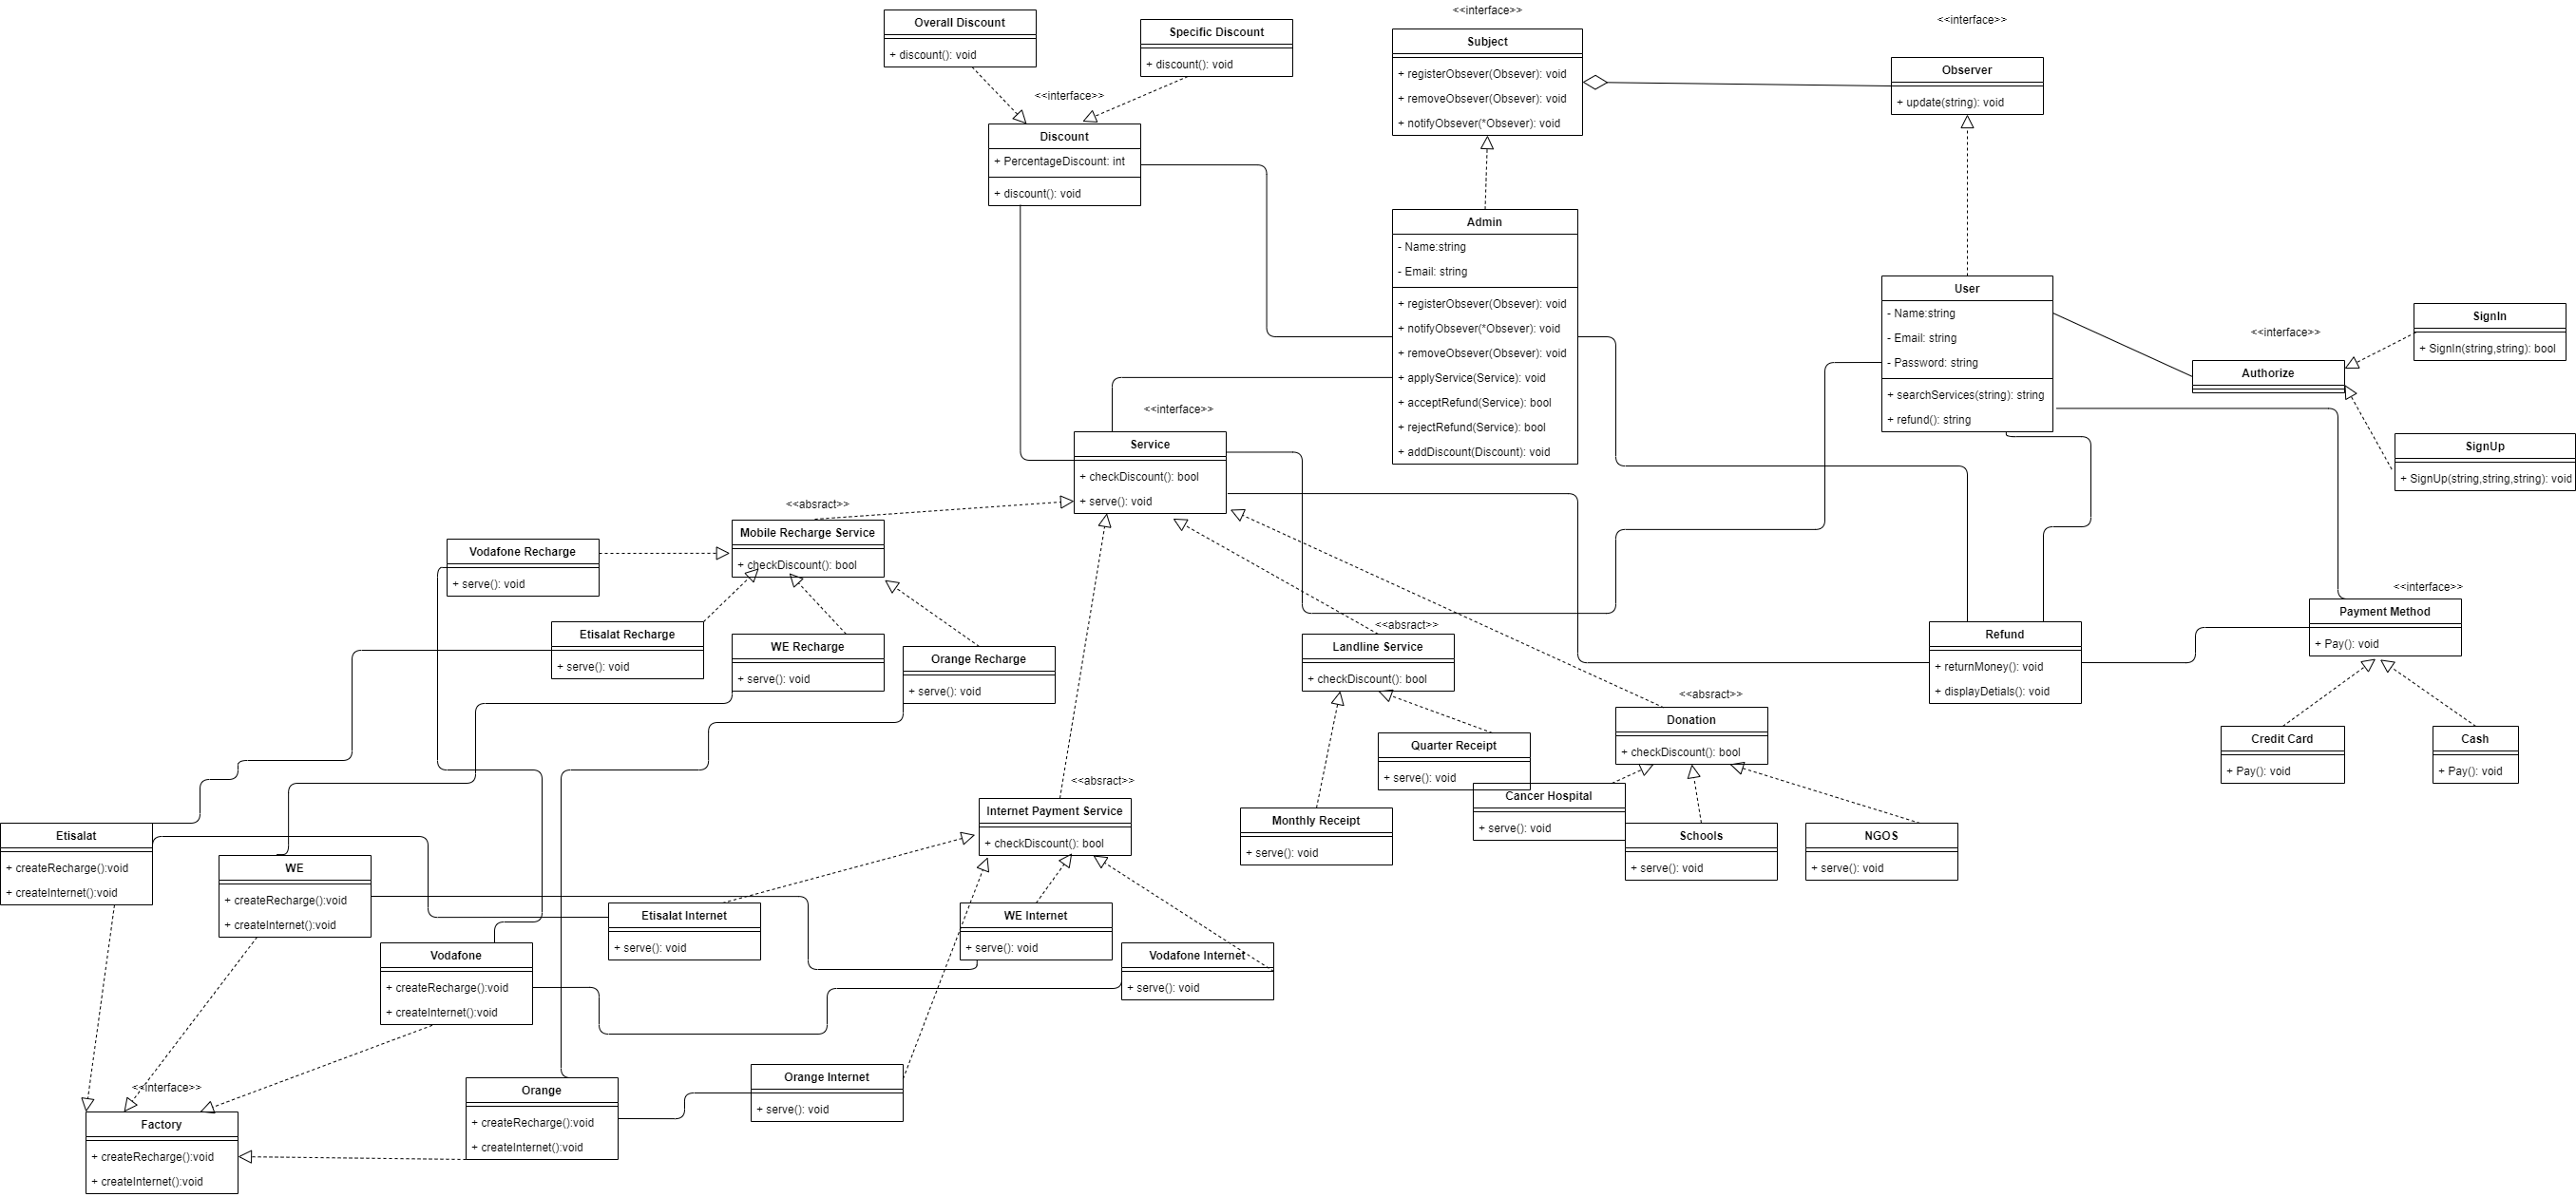 Overall Discount
+ discount(): void
Specific Discount
+ discount(): void
<<interface>>
Discount
+ PercentageDiscount: int
+ discount(): void
<<interface>>
Subject
+ registerObsever(Obsever): void
+ removeObsever(Obsever): void
+ notifyObsever(*Obsever): void
<<interface>>
Observer
+ update(string): void
Admin
- Name:string
- Email: string
+ registerObsever(Obsever): void
+ notifyObsever(*Obsever): void
+ removeObsever(Obsever): void
+ applyService(Service): void
+ acceptRefund(Service): bool
+ rejectRefund(Service): bool
+ addDiscount(Discount): void
User
- Name:string
- Email: string
- Password: string
+ searchServices(string): string
+ refund(): string
<<interface>>
Authorize
SignIn
+ SignIn(string,string): bool
SignUp
+ SignUp(string,string,string): void
<<interface>>
Service
+ checkDiscount(): bool
+ serve(): void
<<absract>>
Mobile Recharge Service
+ checkDiscount(): bool
Vodafone Recharge
+ serve(): void
Etisalat Recharge
+ serve(): void
WE Recharge
+ serve(): void
Orange Recharge
+ serve(): void
<<absract>>
Landline Service
+ checkDiscount(): bool
Quarter Receipt
+ serve(): void
Monthly Receipt
+ serve(): void
<<absract>>
Donation
+ checkDiscount(): bool
Cancer Hospital
+ serve(): void
Schools
+ serve(): void
NGOS
+ serve(): void
Refund
+ returnMoney(): void
+ displayDetials(): void
<<interface>>
Payment Method
+ Pay(): void
Credit Card
+ Pay(): void
Cash
+ Pay(): void
<<absract>>
Internet Payment Service
+ checkDiscount(): bool
Etisalat Internet
+ serve(): void
WE Internet
+ serve(): void
Vodafone Internet
+ serve(): void
Orange Internet
+ serve(): void
Etisalat
+ createRecharge():void
+ createInternet():void
WE
+ createRecharge():void
+ createInternet():void
Vodafone
+ createRecharge():void
+ createInternet():void
Orange
+ createRecharge():void
+ createInternet():void
<<interface>>
Factory
+ createRecharge():void
+ createInternet():void